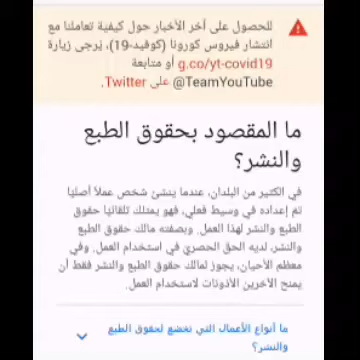 للحصول على آخر الأخبار حول كيفية تعاملنا مع
انتشار فيروس كورونا (كوفيد-19)، يُرجى زيارة
g.co/yt-covid19 أو متابعة
@TeamYouTube على Twitter.
ما المقصود بحقوق الطبع
والنشر؟
في الكثير من البلدان، عندما ينشئ شخص عملاً أصليًا
تم إعداده في وسيط فعلي، فهو يمتلك تلقائيًا حقوق
الطبع والنشر لهذا العمل. وبصفته مالك حقوق الطبع
والنشر، لديه الحق الحصري في استخدام العمل. وفي
معظم الأحيان، يجوز لمالك حقوق الطبع والنشر فقط أن
يمنح الآخرين الأذونات لاستخدام العمل.
ما أنواع الأعمال التي تخضع لحقوق الطبع
والنشر؟